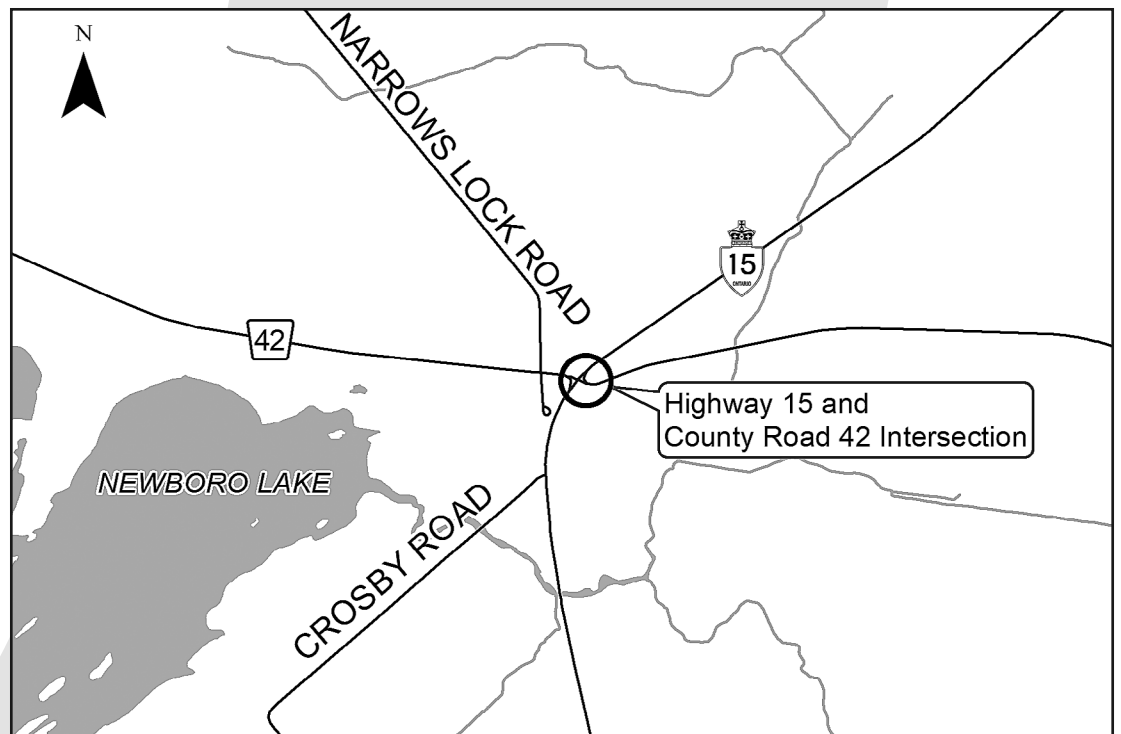 N
NARROWS LOCK ROAD
15
ONTARIO
42
Highway 15 and
County Road 42 Intersection
NEWBORO LAKE
CROSBY ROAD